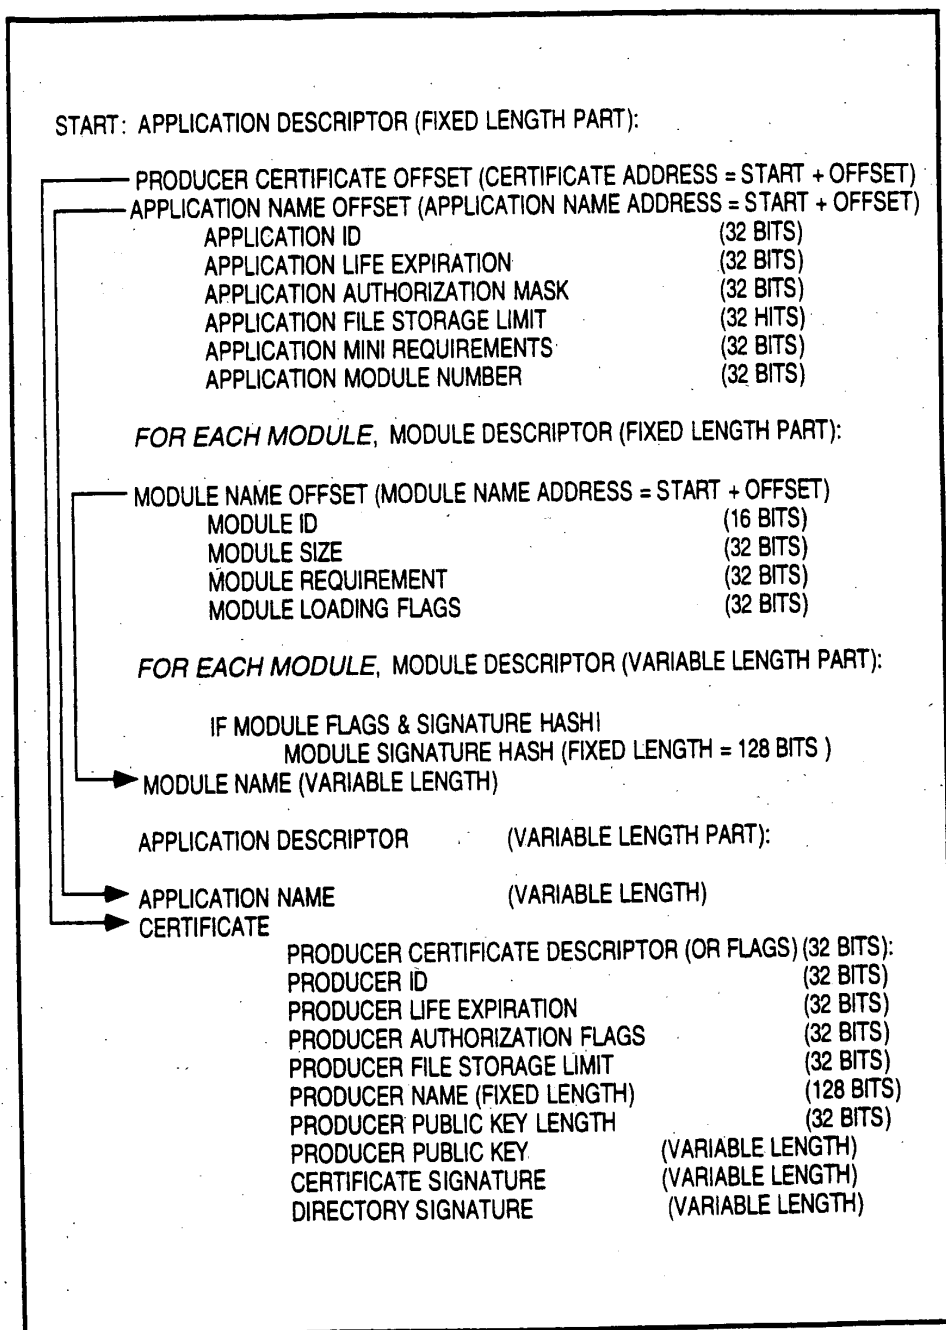 START: APPLICATION DESCRIPTOR (FIXED LENGTH PART):
PRODUCER CERTIFICATE OFFSET (CERTIFICATE ADDRESS = START + OFFSET)
APPLICATION NAME OFFSET (APPLICATION NAME ADDRESS = START + OFFSET)
APPLICATION ID (32 BITS)
APPLICATION LIFE EXPIRATION (32 BITS)
APPLICATION AUTHORIZATION MASK (32 BITS)
APPLICATION FILE STORAGE LIMIT (32 HITS)
APPLICATION MINI REQUIREMENTS (32 BITS)
APPLICATION MODULE NUMBER (32 BITS)
FOR EACH MODULE, MODULE DESCRIPTOR (FIXED LENGTH PART):
MODULE NAME OFFSET (MODULE NAME ADDRESS = START + OFFSET)
MODULE ID (16 BITS)
MODULE SIZE (32 BITS)
MODULE REQUIREMENT (32 BITS)
MODULE LOADING FLAGS (32 BITS)
FOR EACH MODULE, MODULE DESCRIPTOR (VARIABLE LENGTH PART):
IF MODULE FLAGS & SIGNATURE HASH!
MODULE SIGNATURE HASH (FIXED LENGTH = 128 BITS )
MODULE NAME (VARIABLE LENGTH)
APPLICATION DESCRIPTOR (VARIABLE LENGTH PART):
APPLICATION NAME (VARIABLE LENGTH)
CERTIFICATE
PRODUCER CERTIFICATE DESCRIPTOR (OR FLAGS) (32 BITS):
PRODUCER ID (32 BITS)
PRODUCER LIFE EXPIRATION (32 BITS)
PRODUCER AUTHORIZATION FLAGS (32 BITS)
PRODUCER FILE STORAGE LIMIT (32 BITS)
PRODUCER NAME (FIXED LENGTH) (128 BITS)
PRODUCER PUBLIC KEY LENGTH (32 BITS)
PRODUCER PUBLIC KEY (VARIABLE LENGTH)
CERTIFICATE SIGNATURE (VARIABLE LENGTH)
DIRECTORY SIGNATURE (VARIABLE LENGTH)